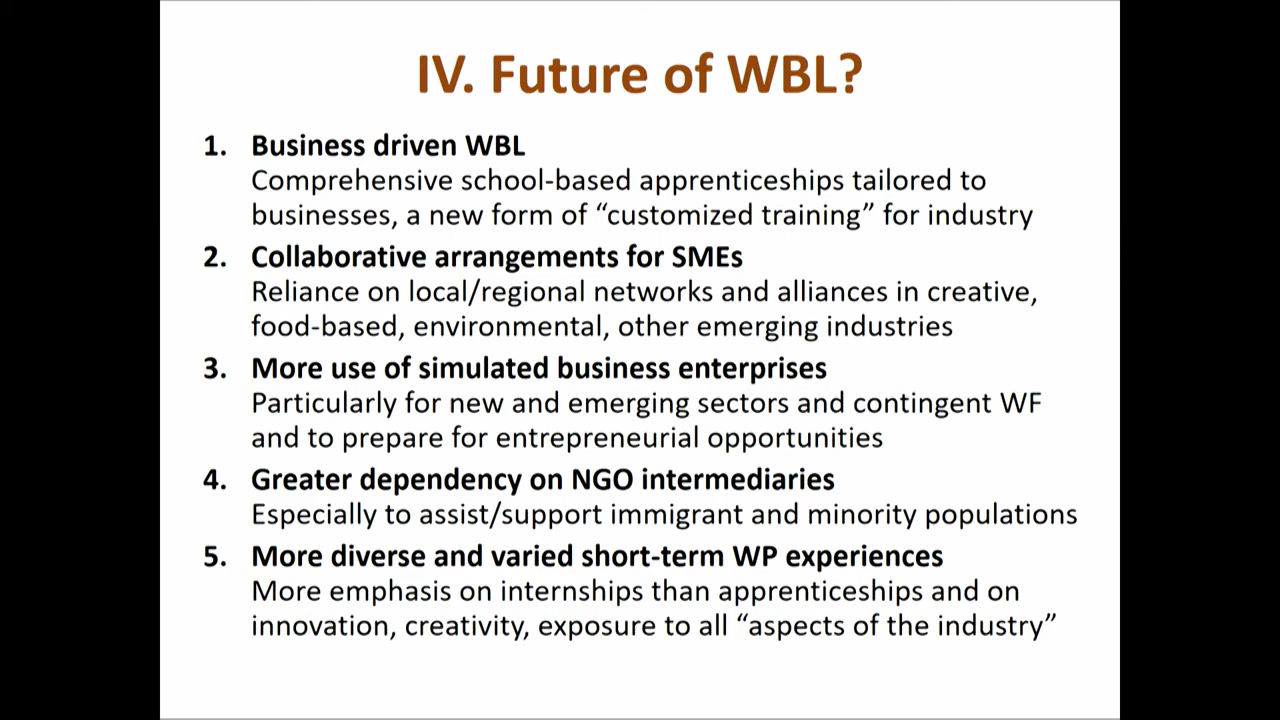 IV. Future of WBL?
1. Business driven WBL
Comprehensive school-based apprenticeships tailored to
businesses, a new form of “customized training” for industry
2. Collaborative arrangements for SMEs
Reliance on local/regional networks and alliances in creative,
food-based, environmental, other emerging industries
3. More use of simulated business enterprises
Particularly for new and emerging sectors and contingent WF
and to prepare for entrepreneurial opportunities
4. Greater dependency on NGO intermediaries
Especially to assist/support immigrant and minority populations
5. More diverse and varied short-term WP experiences
More emphasis on internships than apprenticeships and on
innovation, creativity, exposure to all “aspects of the industry”